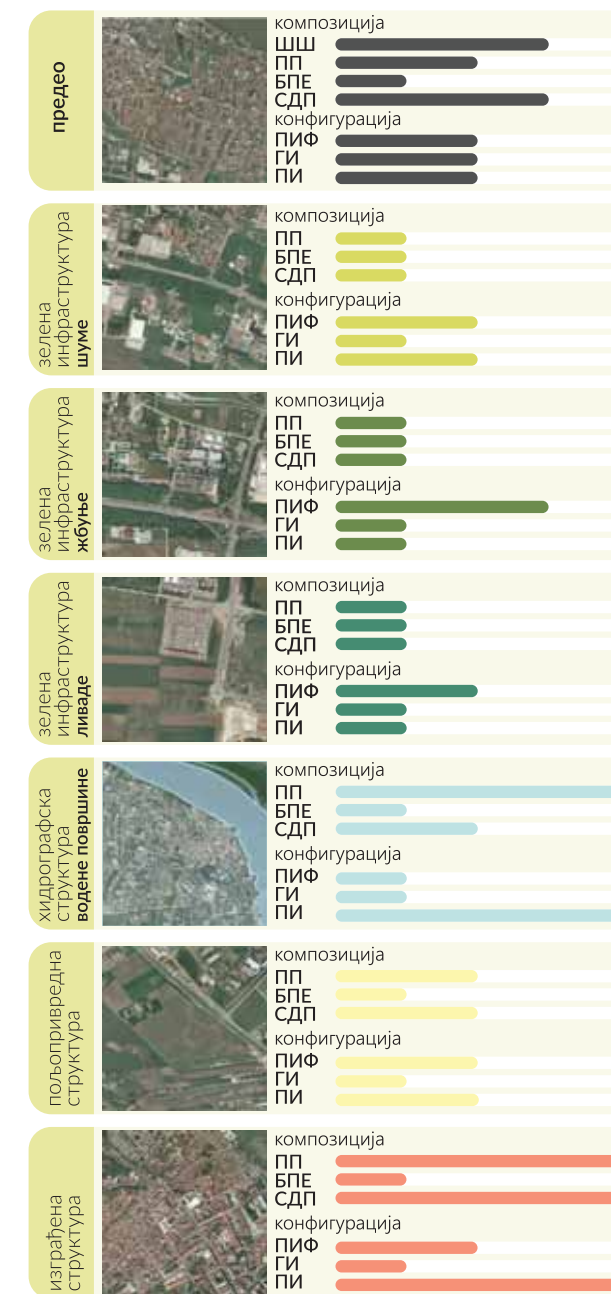 предео
композиција
ШШ
ПП
БПЕ
СДП
конфигурација
ПИФ
ГИ
ПИ
зелена
инфраструктура
шуме
композиција
ПП
БПЕ
СДП
конфигурација
ПИФ
ГИ
ПИ
зелена
инфраструктура
жбуње
композиција
ПП
БПЕ
СДП
конфигурација
ПИФ
ГИ
ПИ
зелена
инфраструктура
ливаде
композиција
ПП
БПЕ
СДП
конфигурација
ПИФ
ГИ
ПИ
хидрографска
структура
водене површине
композиција
ПП
БПЕ
СДП
конфигурација
ПИФ
ГИ
ПИ
пољопривредна
структура
композиција
ПП
БПЕ
СДП
конфигурација
ПИФ
ГИ
ПИ
изграђена
структура
композиција
ПП
БПЕ
СДП
конфигурација
ПИФ
ГИ
ПИ